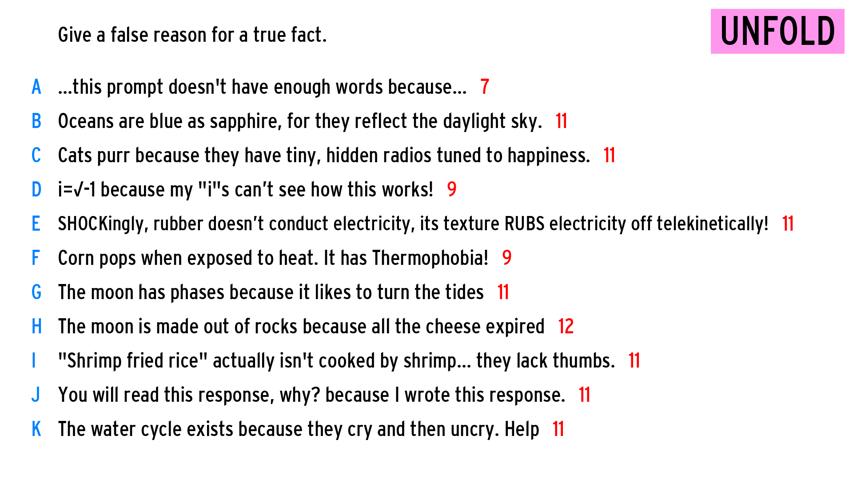 Give a false reason for a true fact.
UNFOLD
A ...this prompt doesn't have enough words because... 7
B Oceans are blue as sapphire, for they reflect the daylight sky. 11
C Cats purr because they have tiny, hidden radios tuned to happiness. 11
D i=√-1 because my "i"s can't see how this works! 9
E SHOCKingly, rubber doesn't conduct electricity, its texture RUBS electricity off telekinetically! 11
F Corn pops when exposed to heat. It has Thermophobia! 9
G The moon has phases because it likes to turn the tides 11
H The moon is made out of rocks because all the cheese expired 12
I "Shrimp fried rice" actually isn't cooked by shrimp... they lack thumbs. 11
J You will read this response, why? because I wrote this response. 11
K The water cycle exists because they cry and then uncry. Help 11